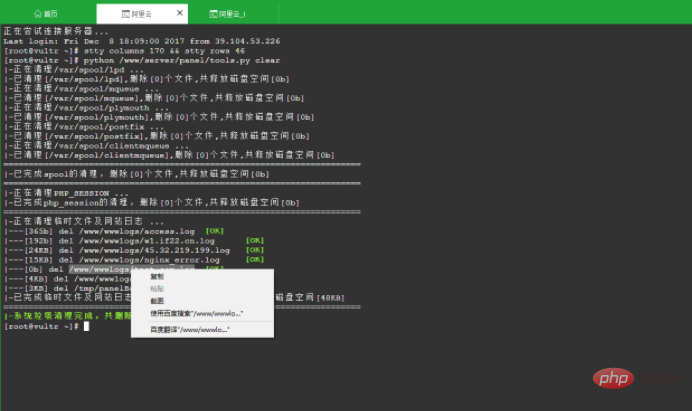 首页 阿里云 阿里云_1
正在尝试连接服务器...
Last login: Fri Dec  8 18:09:00 2017 from 39.104.53.226
[root@vultr ~]# stty columns 170 && stty rows 46
[root@vultr ~]# python /www/server/panel/tools.py clear
|-正在清理/var/spool/lpd ...
|-已清理[/var/spool/lpd],删除[0]个文件,共释放磁盘空间[0b]
|-正在清理/var/spool/mqueue ...
|-已清理[/var/spool/mqueue],删除[0]个文件,共释放磁盘空间[0b]
|-正在清理/var/spool/plymouth ...
|-已清理[/var/spool/plymouth],删除[0]个文件,共释放磁盘空间[0b]
|-正在清理/var/spool/postfix ...
|-已清理[/var/spool/postfix],删除[0]个文件,共释放磁盘空间[0b]
|-正在清理/var/spool/clientmqueue ...
|-已清理[/var/spool/clientmqueue],删除[0]个文件,共释放磁盘空间[0b]
|-已完成spool的清理，删除[0]个文件,共释放磁盘空间[0b]
|-正在清理PHP_SESSION ...
|-已完成php_session的清理，删除[0]个文件,共释放磁盘空间[0b]
|-正在清理临时文件及网站日志 ...
|---[365b] del /www/wwwlogs/access.log [OK]
|---[192b] del /www/wwwlogs/w1.if22.cn.log [OK]
|---[24KB] del /www/wwwlogs/45.32.219.199.log [OK]
|---[15KB] del /www/wwwlogs/nginx_error.log [OK]
|---[0b] del /www/wwwlogs/
|---[4KB] del /www/wwwlogs
|---[3KB] del /tmp/panelB
|-已完成临时文件及网站日志 磁盘空间[48KB]
|-系统垃圾清理完成，共删除
[root@vultr ~]#
复制
粘贴
截图
使用百度搜索"/www/wwwlo..."
百度翻译"/www/wwwlo..."
php